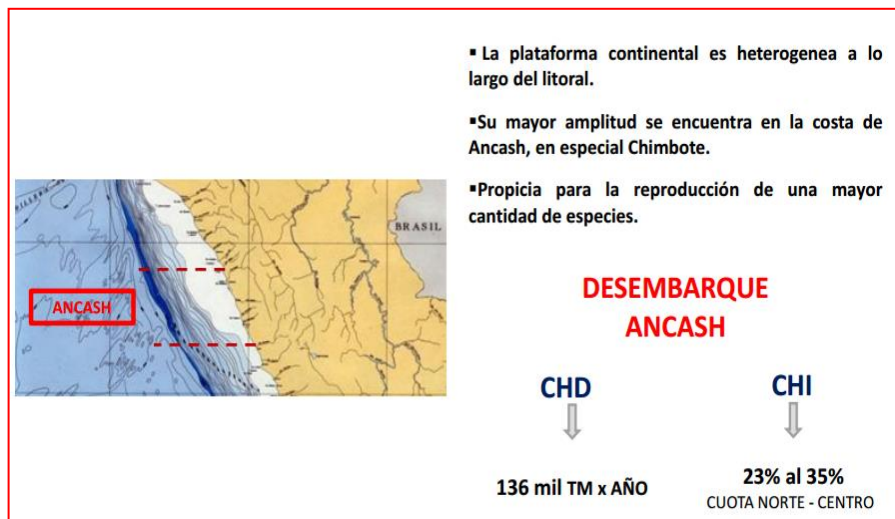 ▪ La plataforma continental es heterogenea a lo
largo del litoral.
▪Su mayor amplitud se encuentra en la costa de
Ancash, en especial Chimbote.
▪Propicia para la reproducción de una mayor
cantidad de especies.
BRASIL
ANCASH
DESEMBARQUE
ANCASH
CHD
CHI
136 mil TM x AÑO
23% al 35%
CUOTA NORTE - CENTRO